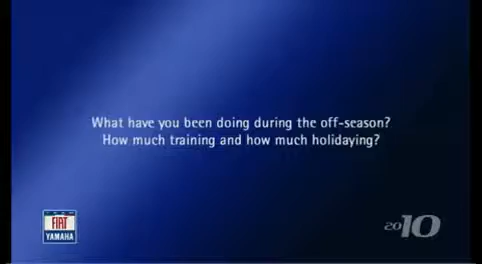 What have you been doing during the off-season?
How much training and how much holidaying?
FIAT
YAMAHA
2010